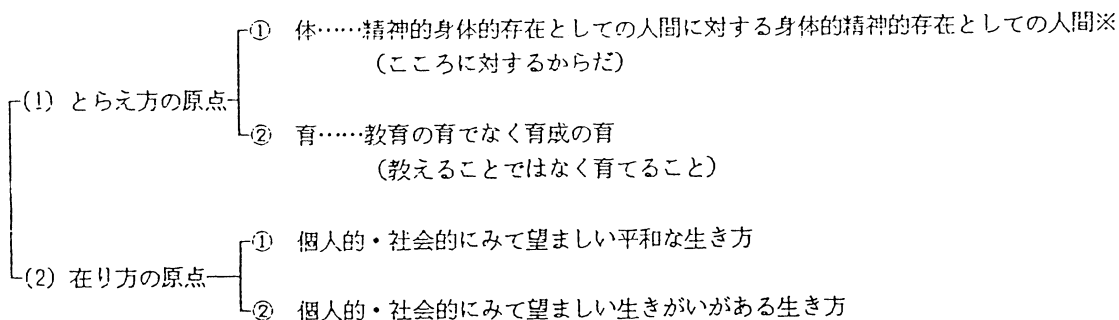 ① 体……精神的身体的存在としての人間に対する身体的精神的存在としての人間※
(こころに対するからだ)
(1) とらえ方の原点
② 育……教育の育でなく育成の育
(教えることではなく育てること)
① 個人的・社会的にみて望ましい平和な生き方
(2) 在り方の原点
② 個人的・社会的にみて望ましい生きがいがある生き方